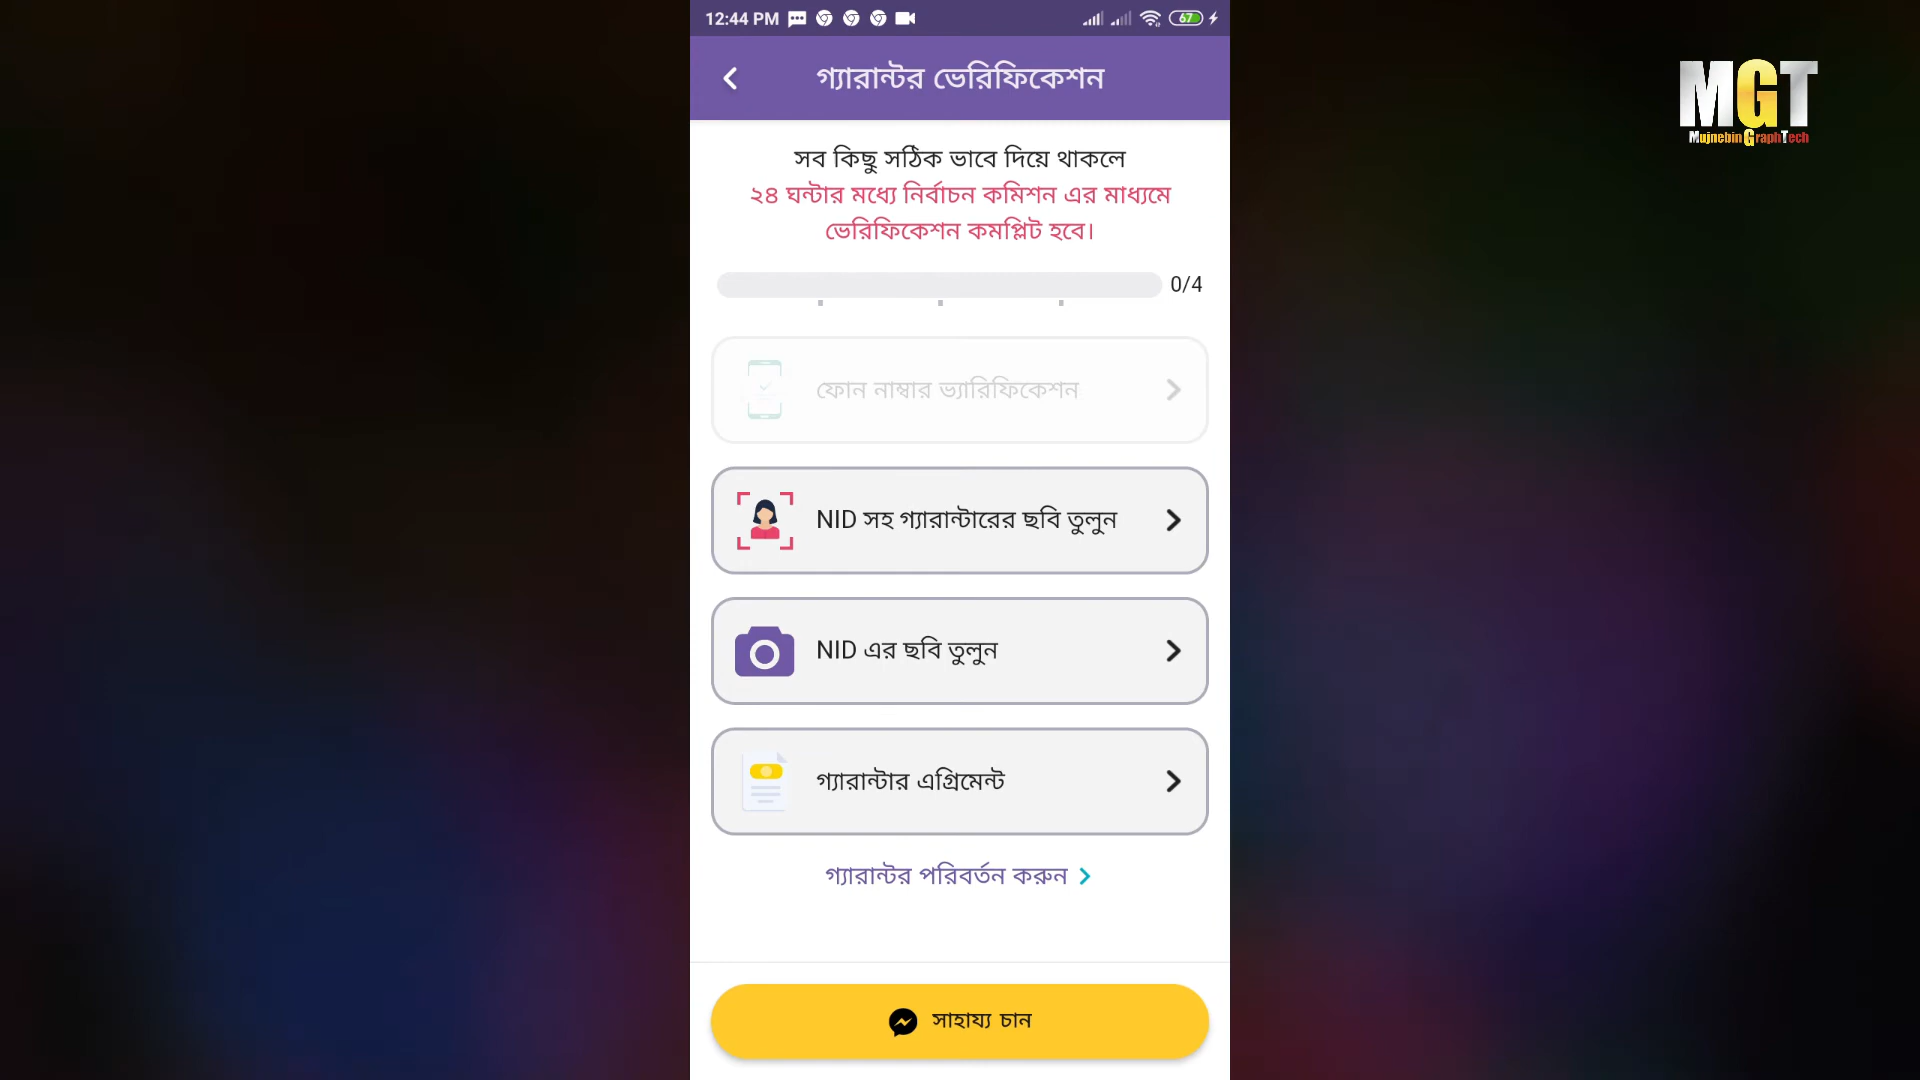 12:44 PM
67
গ্যারান্টর ভেরিফিকেশন
সব কিছু সঠিক ভাবে দিয়ে থাকলে
২৪ ঘন্টার মধ্যে নির্বাচন কমিশন এর মাধ্যমে
ভেরিফিকেশন কমপ্লিট হবে।
0/4
ফোন নাম্বার ভ্যারিফিকেশন
NID সহ গ্যারান্টারের ছবি তুলুন
NID এর ছবি তুলুন
গ্যারান্টার এগ্রিমেন্ট
গ্যারান্টর পরিবর্তন করুন
সাহায্য চান
MGT
Mujnebin GraphTech